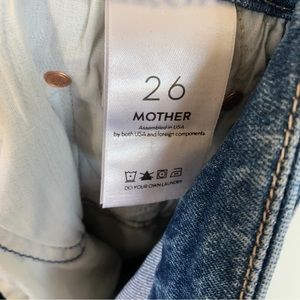 26
MOTHER
Assembled in USA
by both USA and foreign components
DO YOUR OWN LAUNDRY